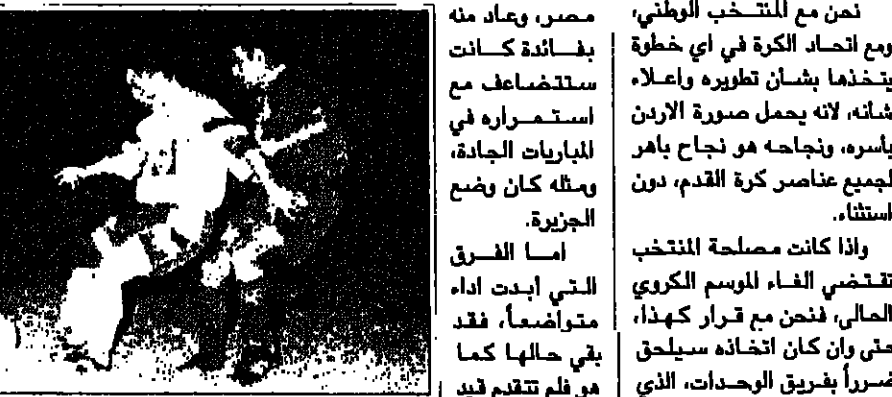 نحن مع المنتخب الوطني،
ومع اتحاد الكرة في اي خطوة
يتخذها بشأن تطويره واعلاء
شأنه، لانه يحمل صورة الاردن
بأسره، ونجاحه هو نجاح باهر
لجميع عناصر كرة القدم، دون
استثناء.
واذا كانت مصلحة المنتخب
تقتضي الغاء الموسم الكروي
الحالي، فنحن مع قرار كهذا،
حتى وان كان اتخاذه سيلحق
ضرراً بفريق الوحدات، الذي
مصر، وعاد منه
بفائدة كانت
ستتضاعف مع
استمراره في
المباريات الجادة،
ومثله كان وضع
الجزيرة.
اما الفرق
التي أبدت اداء
متواضعاً، فقد
بقي حالها كما
هو فلم تتقدم قيد